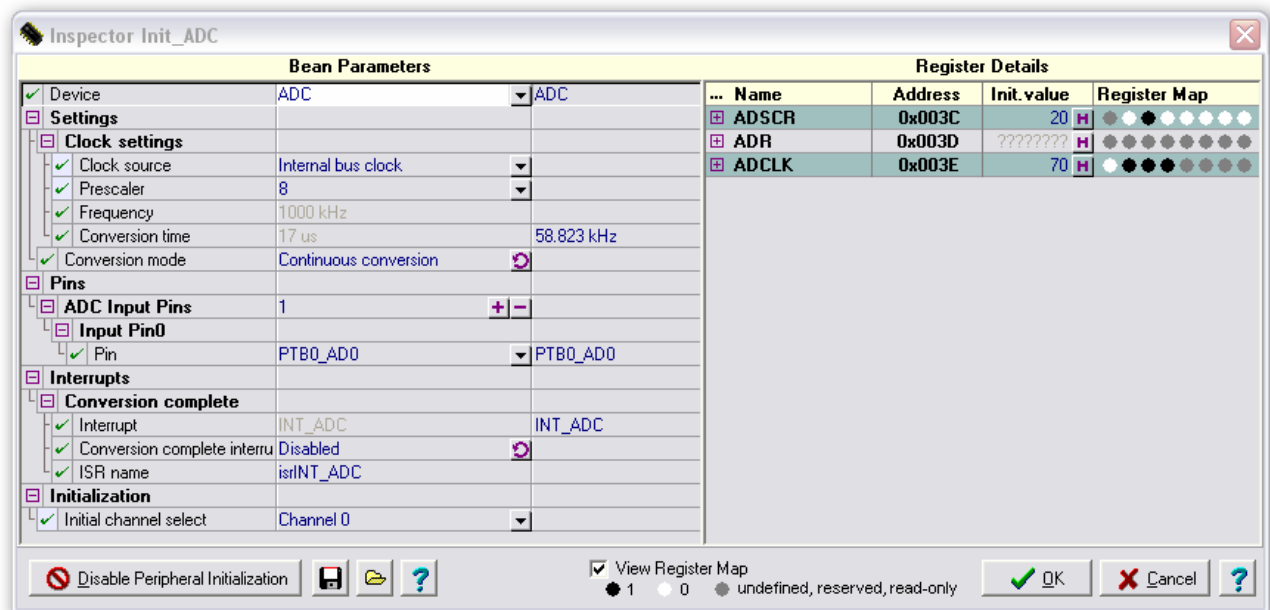 Inspector Init_ADC
Bean Parameters
Register Details
Device ADC ADC
... Name Address Init.value Register Map
Settings
ADSCR 0x003C 20 H
Clock settings
ADR 0x003D ???????? H
Clock source Internal bus clock
ADCLK 0x003E 70 H
Prescaler 8
Frequency 1000 kHz
Conversion time 17 us 58.823 kHz
Conversion mode Continuous conversion
Pins
ADC Input Pins 1
Input Pin0
Pin PTB0_AD0 PTB0_AD0
Interrupts
Conversion complete
Interrupt INT_ADC INT_ADC
Conversion complete interru Disabled
ISR name isrINT_ADC
Initialization
Initial channel select Channel 0
Disable Peripheral Initialization ? View Register Map OK Cancel ?
1 0 undefined, reserved, read-only